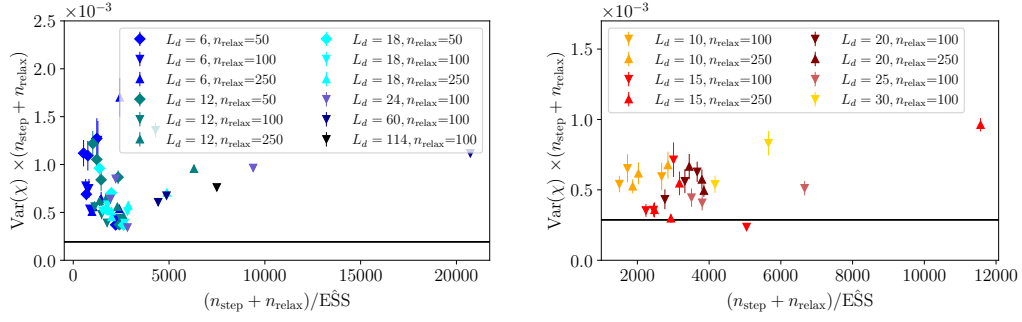 ×10⁻³
2.5
2.0
1.5
1.0
0.5
0.0
Var(χ) ×(n_step + n_relax)
L_d = 6, n_relax=50
L_d = 6, n_relax=100
L_d = 6, n_relax=250
L_d = 12, n_relax=50
L_d = 12, n_relax=100
L_d = 12, n_relax=250
L_d = 18, n_relax=50
L_d = 18, n_relax=100
L_d = 18, n_relax=250
L_d = 24, n_relax=100
L_d = 60, n_relax=100
L_d = 114, n_relax=100
0 5000 10000 15000 20000
(n_step + n_relax)/EŜS
×10⁻³
1.5
1.0
0.5
0.0
Var(χ) ×(n_step + n_relax)
L_d = 10, n_relax=100
L_d = 10, n_relax=250
L_d = 15, n_relax=100
L_d = 15, n_relax=250
L_d = 20, n_relax=100
L_d = 20, n_relax=250
L_d = 25, n_relax=100
L_d = 30, n_relax=100
2000 4000 6000 8000 10000 12000
(n_step + n_relax)/EŜS